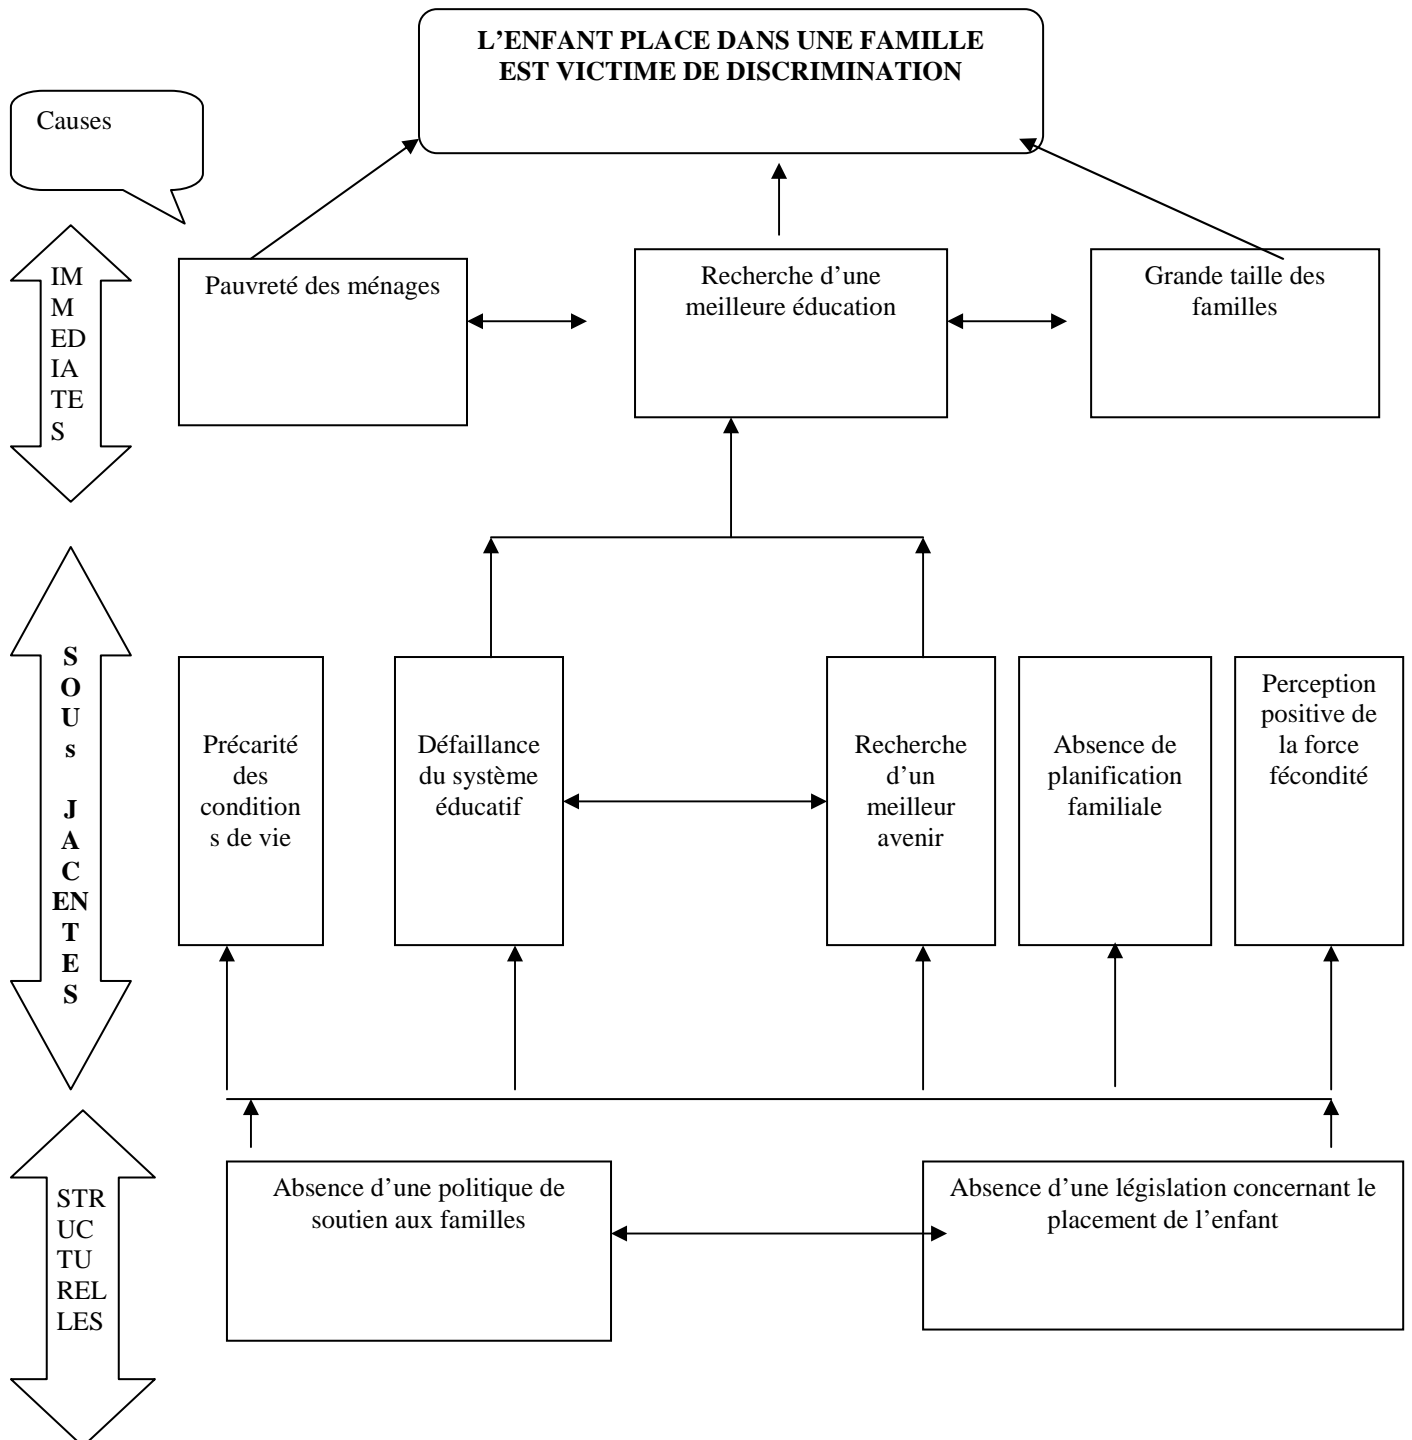 L’ENFANT PLACE DANS UNE FAMILLE
EST VICTIME DE DISCRIMINATION
Causes
IM
M
ED
IA
TE
S
Pauvreté des ménages
Recherche d’une
meilleure éducation
Grande taille des
familles
S
O
U
s
J
A
C
EN
T
E
S
Précarité
des
condition
s de vie
Défaillance
du système
éducatif
Recherche
d’un
meilleur
avenir
Absence de
planification
familiale
Perception
positive de
la force
fécondité
STR
UC
TU
REL
LES
Absence d’une politique de
soutien aux familles
Absence d’une législation concernant le
placement de l’enfant